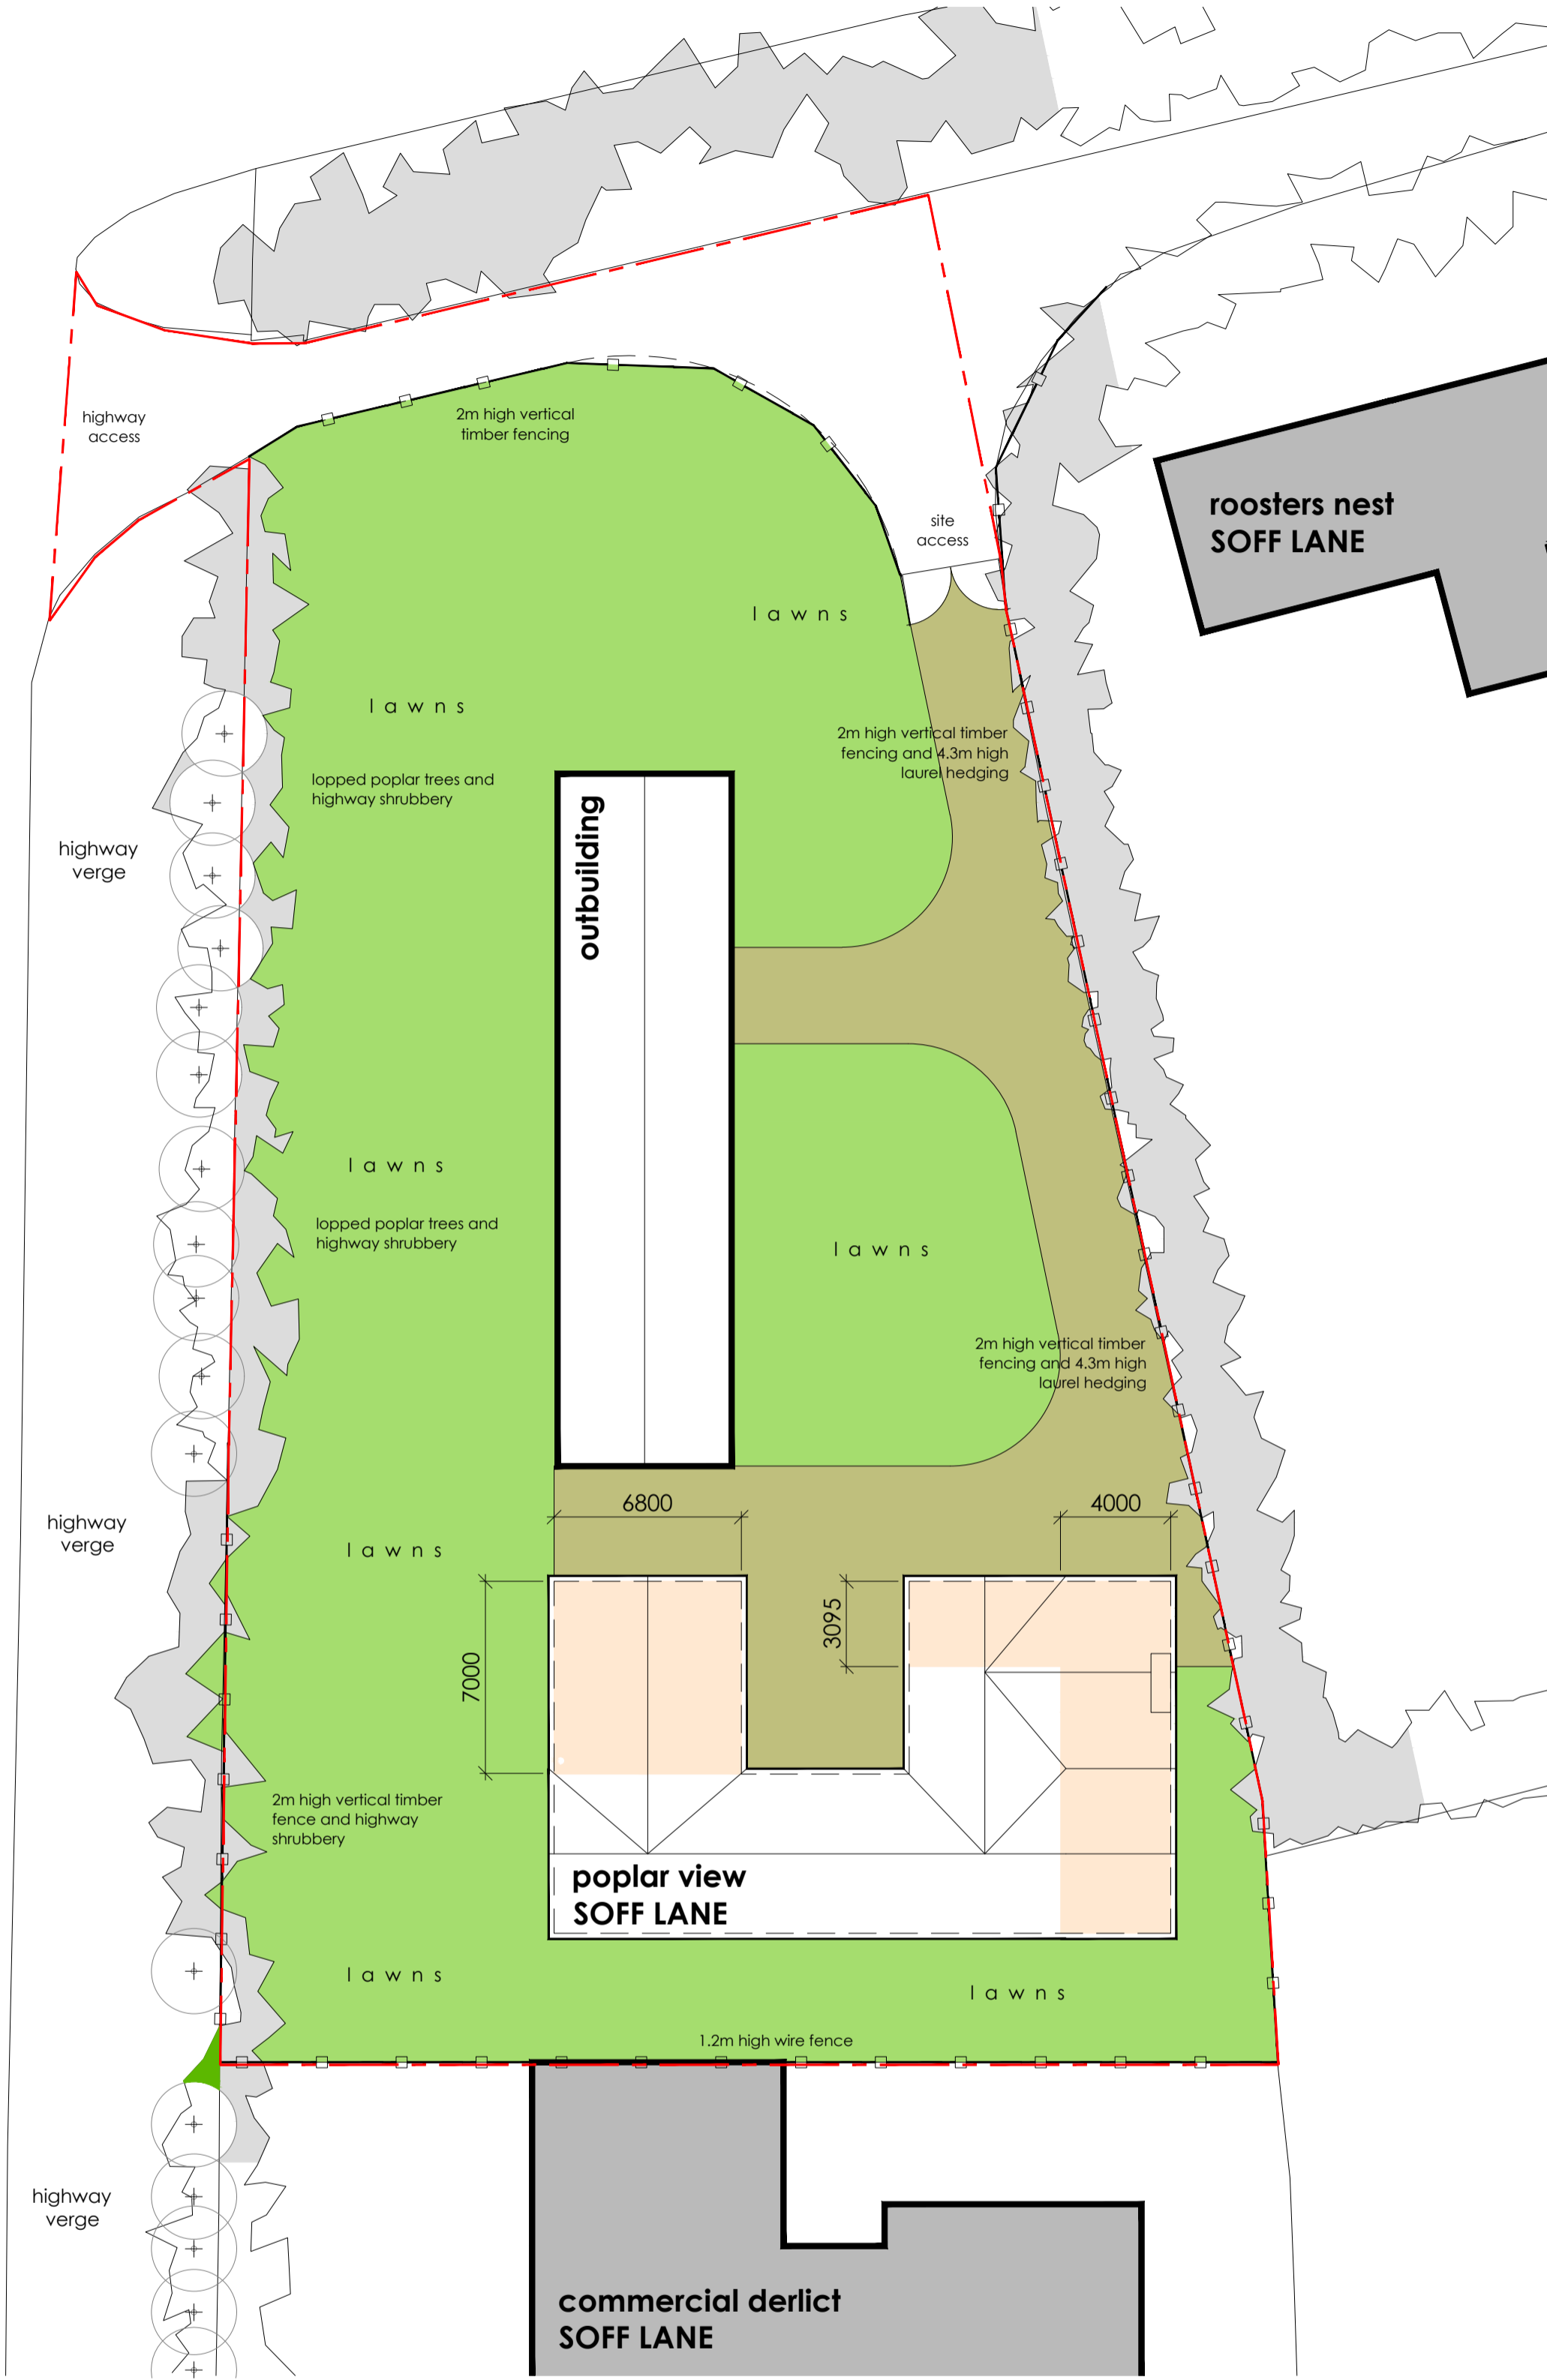 highway
access
2m high vertical
timber fencing
roosters nest
SOFF LANE
site
access
lawns
lawns
2m high vertical timber
fencing and 4.3m high
laurel hedging
lopped poplar trees and
highway shrubbery
outbuilding
highway
verge
lawns
lopped poplar trees and
highway shrubbery
lawns
2m high vertical timber
fencing and 4.3m high
laurel hedging
6800
4000
highway
verge
lawns
3095
7000
2m high vertical timber
fence and highway
shrubbery
poplar view
SOFF LANE
lawns
lawns
1.2m high wire fence
highway
verge
commercial derlict
SOFF LANE